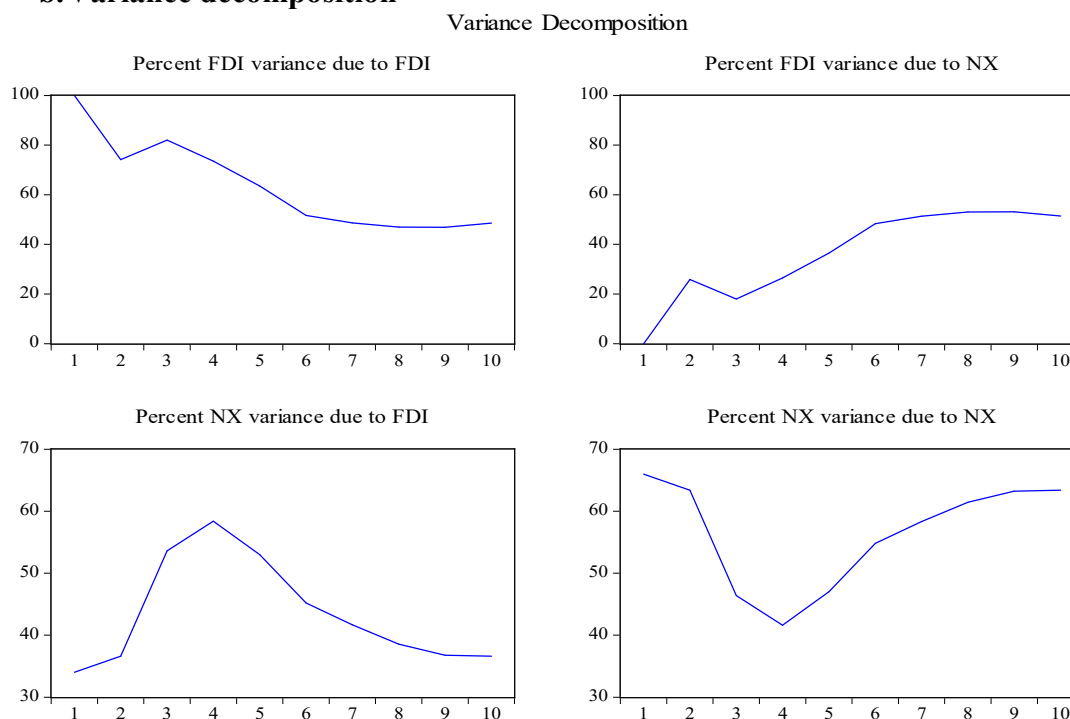 b. Variance decomposition
Variance Decomposition
Percent FDI variance due to FDI
100
80
60
40
20
0
1 2 3 4 5 6 7 8 9 10
Percent FDI variance due to NX
100
80
60
40
20
0
1 2 3 4 5 6 7 8 9 10
Percent NX variance due to FDI
70
60
50
40
30
1 2 3 4 5 6 7 8 9 10
Percent NX variance due to NX
70
60
50
40
30
1 2 3 4 5 6 7 8 9 10